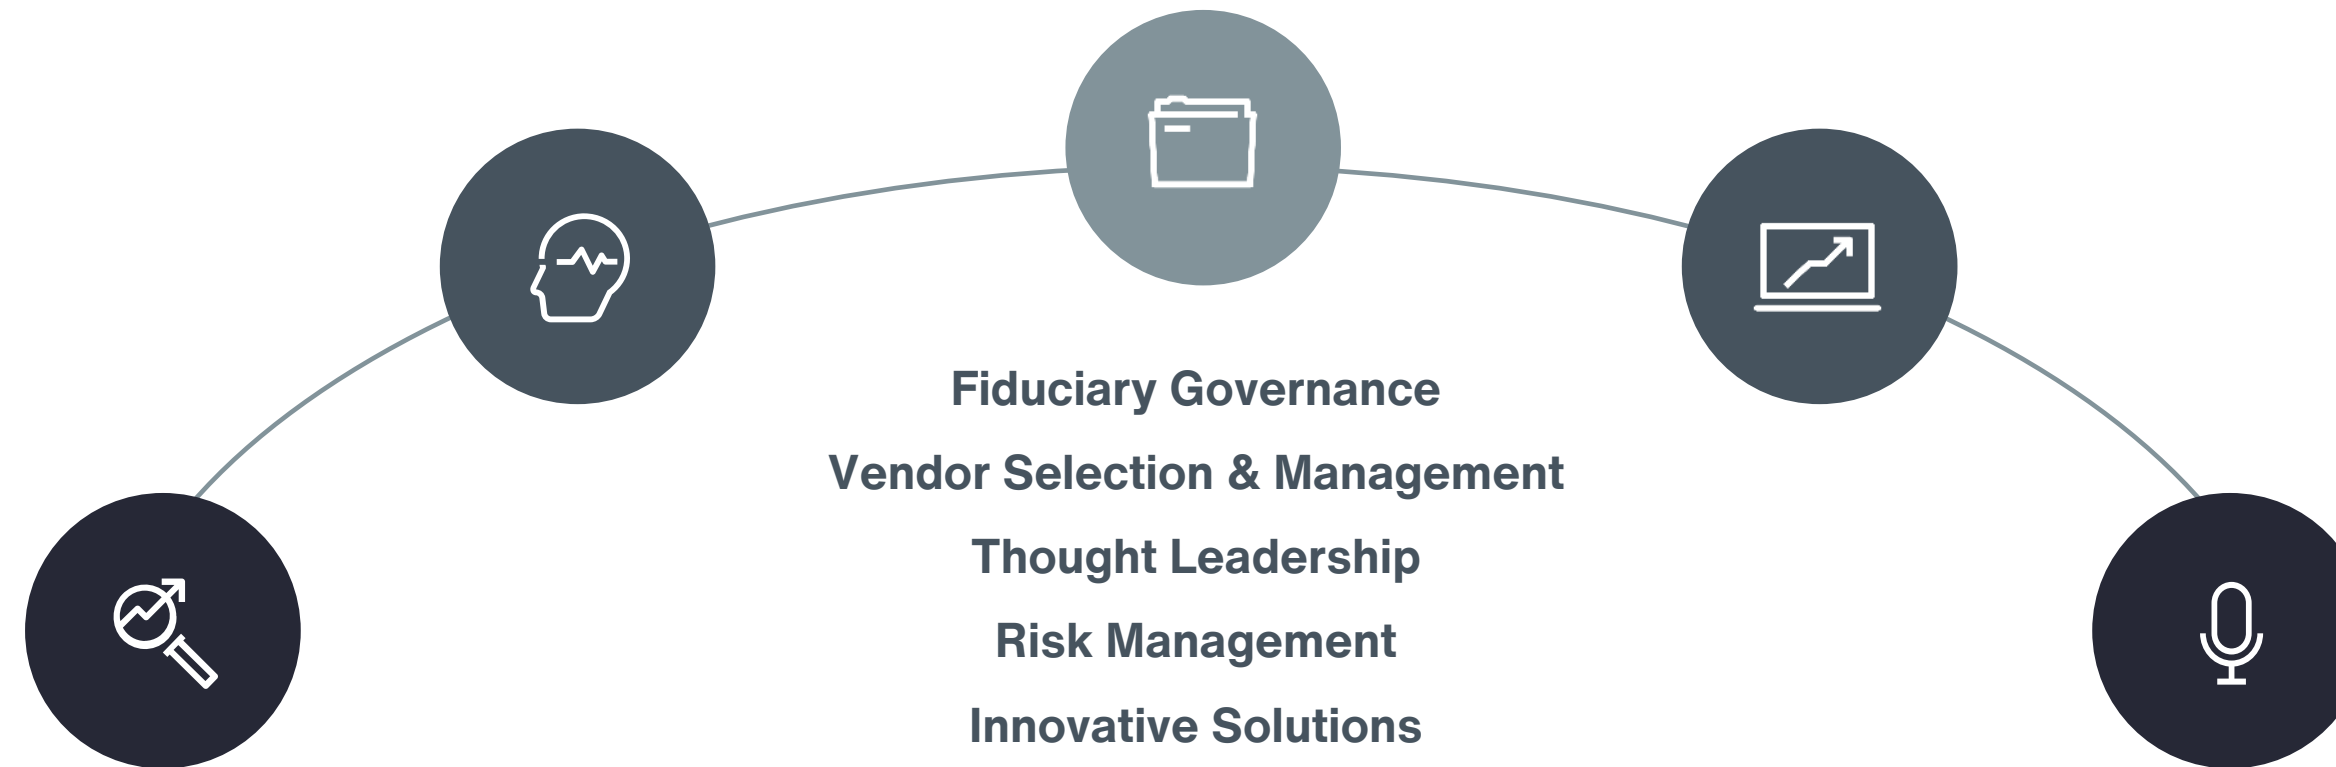 Fiduciary Governance
Vendor Selection & Management
Thought Leadership
Risk Management
Innovative Solutions